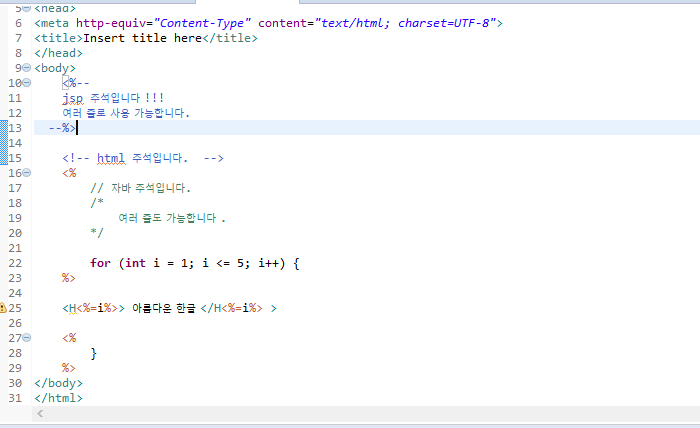 5 <head>
6 <meta http-equiv="Content-Type" content="text/html; charset=UTF-8">
7 <title>Insert title here</title>
8 </head>
9 <body>
10 <%--
11 jsp 주석입니다 !!!
12 여러 줄로 사용 가능합니다.
13 --%>
14
15 <!-- html 주석입니다. -->
16 <%
17 // 자바 주석입니다.
18 /*
19 여러 줄도 가능합니다 .
20 */
21
22 for (int i = 1; i <= 5; i++) {
23 %>
24
25 <H<%=i%>> 아름다운 한글 </H<%=i%> >
26
27 <%
28 }
29 %>
30 </body>
31 </html>